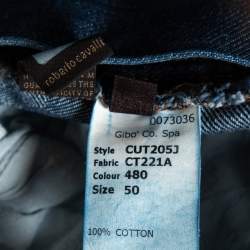 roberto cavalli
0073036
Gibo' Co. Spa
Style CUT205J
Fabric CT221A
Colour 480
Size 50
100% COTTON